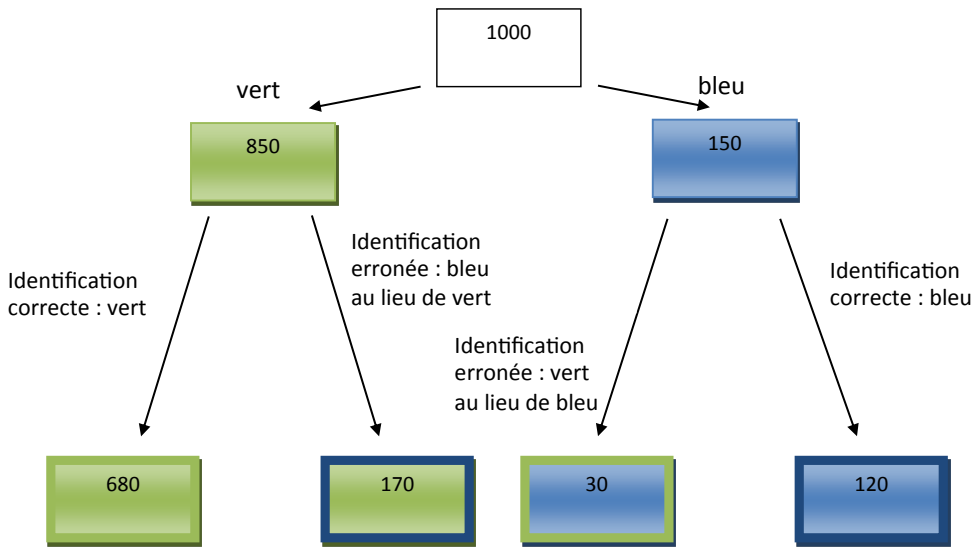 1000
vert
bleu
850
150
Identification
correcte : vert
Identification
erronée : bleu
au lieu de vert
Identification
erronée : vert
au lieu de bleu
Identification
correcte : bleu
680
170
30
120